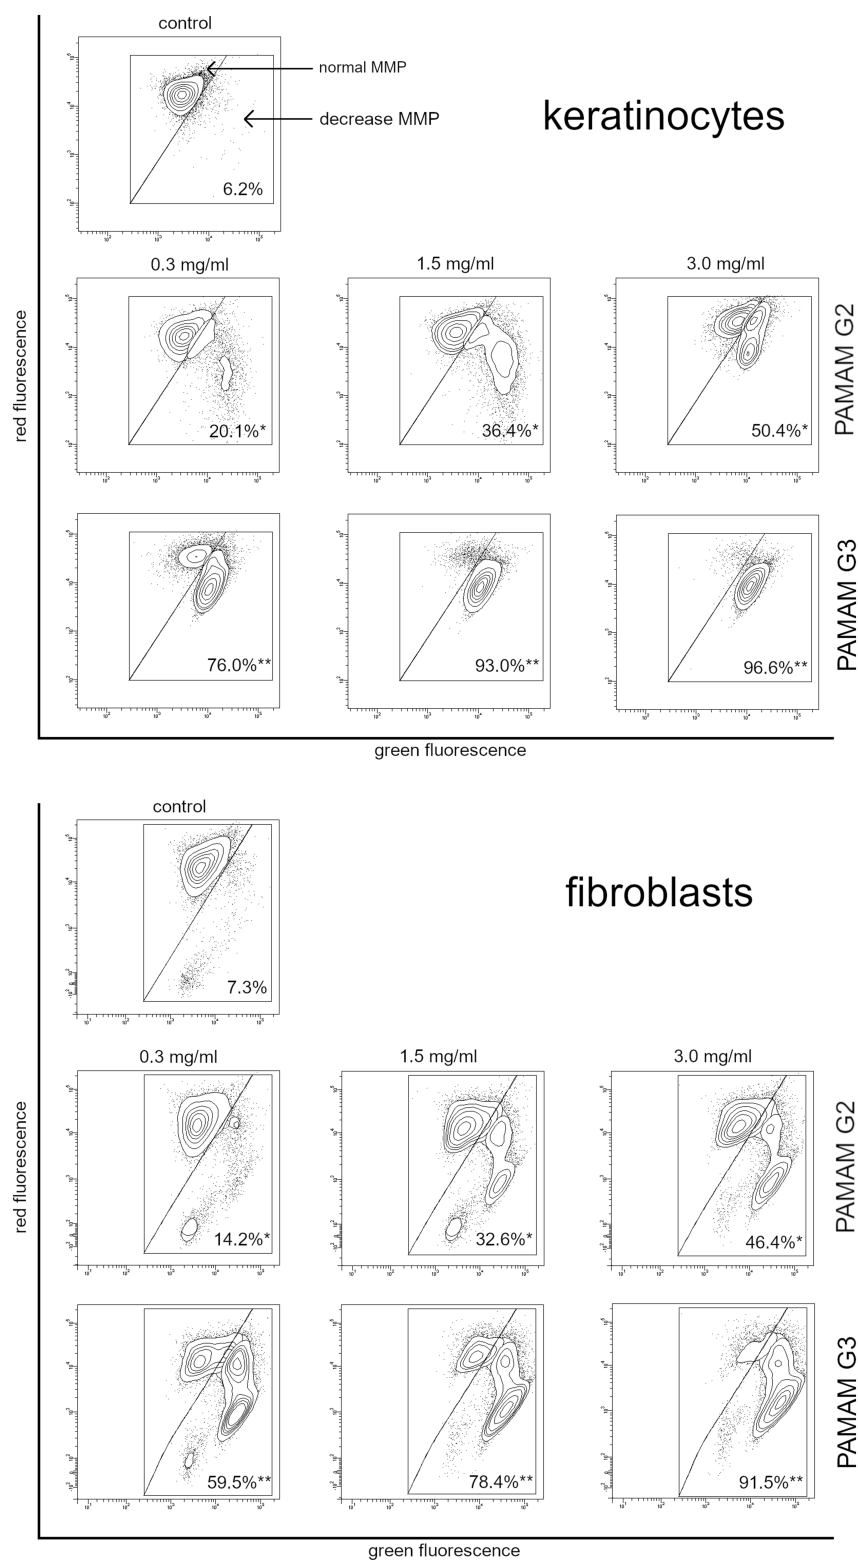 control
normal MMP
decrease MMP
keratinocytes
6.2%
0.3 mg/ml
1.5 mg/ml
3.0 mg/ml
20.1%*
36.4%*
50.4%*
PAMAM G2
red fluorescence
76.0%**
93.0%**
96.6%**
PAMAM G3
green fluorescence
control
fibroblasts
7.3%
0.3 mg/ml
1.5 mg/ml
3.0 mg/ml
14.2%*
32.6%*
46.4%*
PAMAM G2
red fluorescence
59.5%**
78.4%**
91.5%**
PAMAM G3
green fluorescence